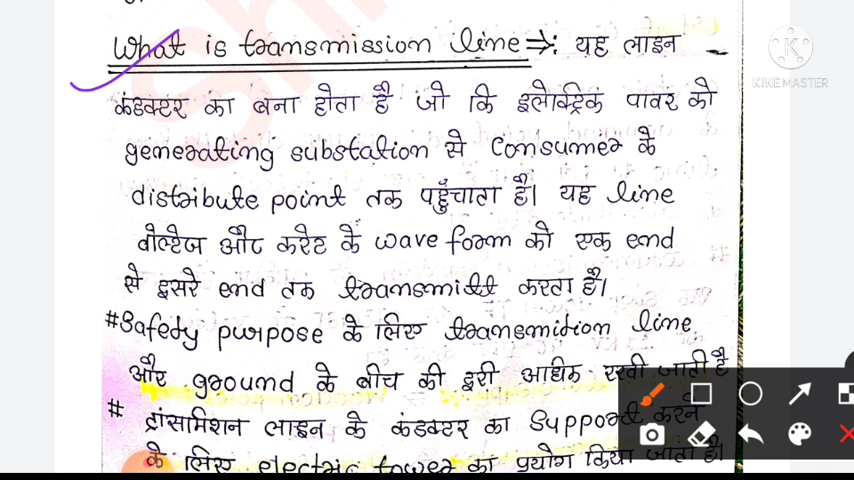 What is transmission line ⇒: यह लाइन
KINEMASTER
कंडक्टर का बना होता है जो कि इलेक्ट्रिक पावर को
generating substation से Consumer के
distribute point तक पहुँचाता है। यह line
वोल्टेज और करेट के wave form को एक end
से दुसरे end तक transmitt करता है।
#Safety purpose के लिए transmition line
और ground के बीच की दुरी अधिक रखी जाती है
# ट्रांसमिशन लाइन के कंडक्टर का Support करने
के लिए electric tower का प्रयोग किया जाता है।